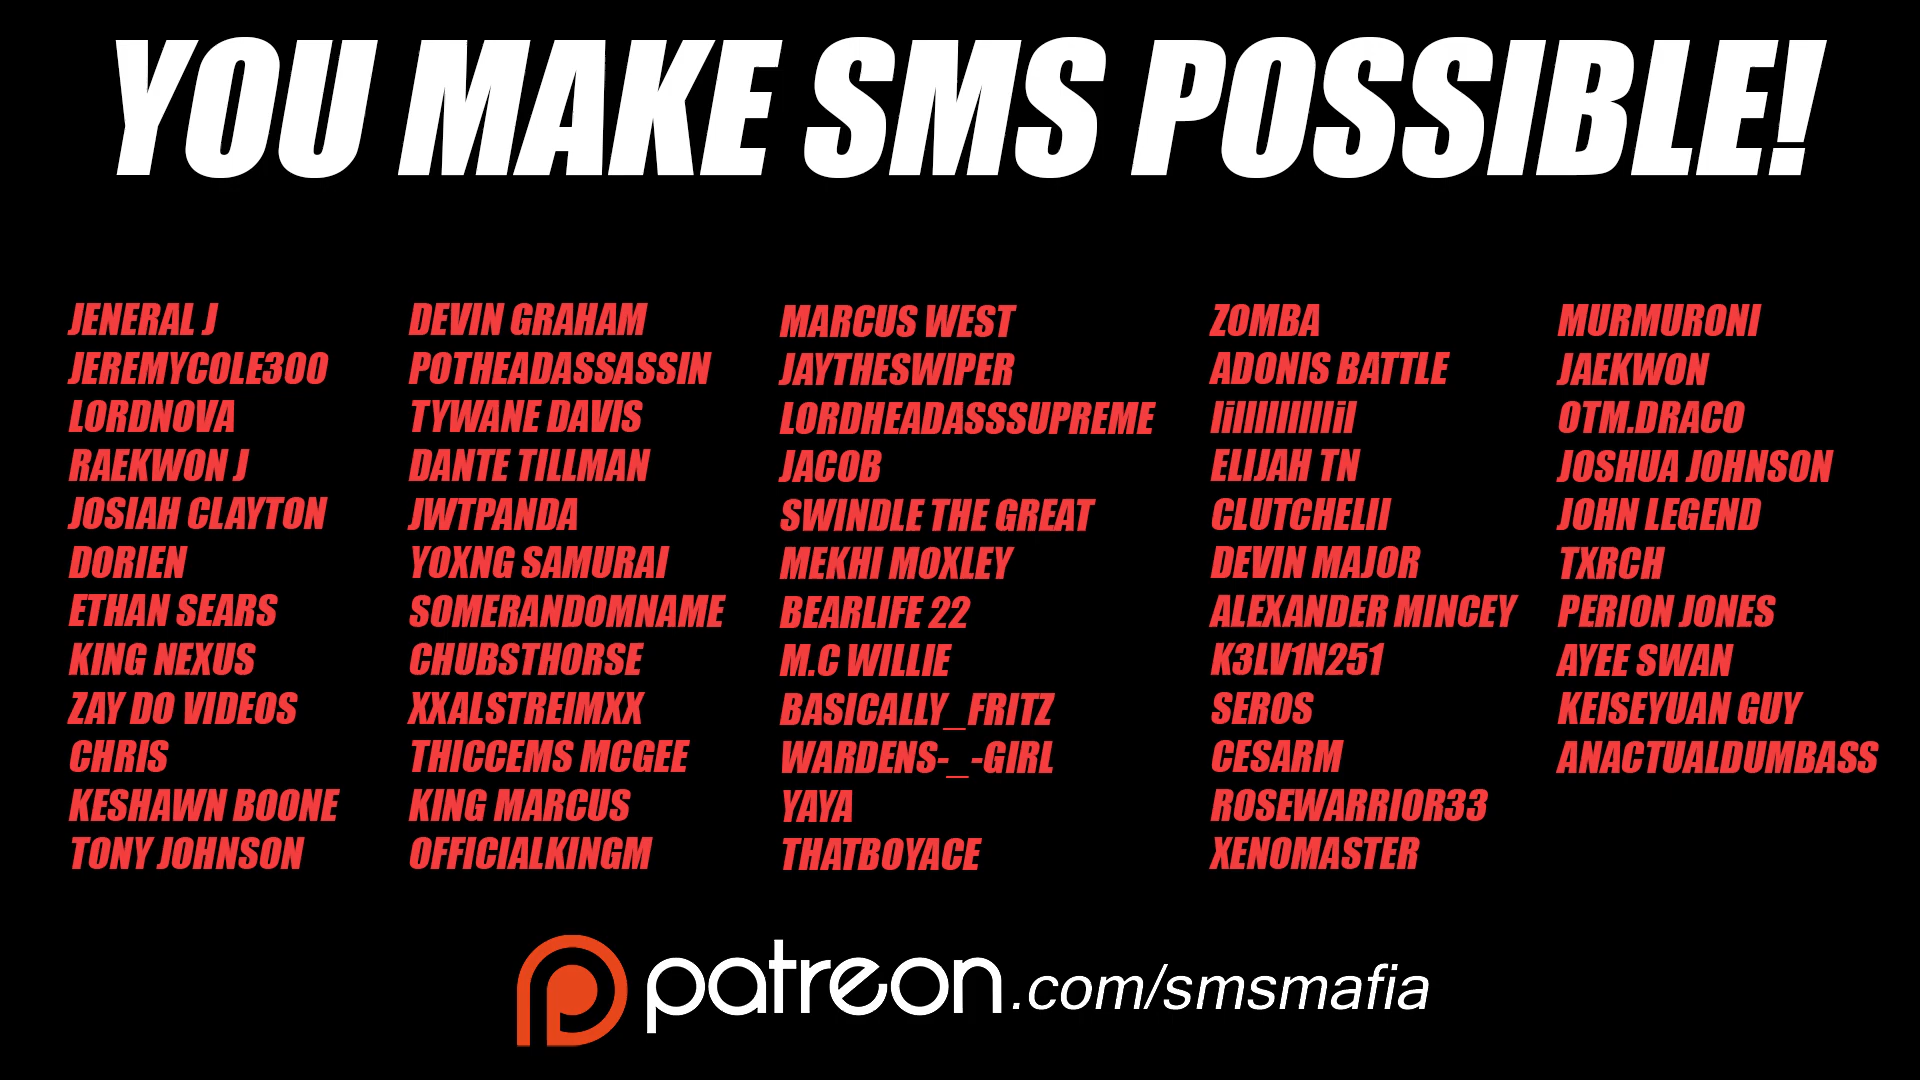 YOU MAKE SMS POSSIBLE!
JENERAL J
JEREMYCOLE300
LORDNOVA
RAEKWON J
JOSIAH CLAYTON
DORIEN
ETHAN SEARS
KING NEXUS
ZAY DO VIDEOS
CHRIS
KESHAWN BOONE
TONY JOHNSON
DEVIN GRAHAM
POTHEADASSASSIN
TYWANE DAVIS
DANTE TILLMAN
JWTPANDA
YOXNG SAMURAI
SOMERANDOMNAME
CHUBSTHORSE
XXALSTREIMXX
THICCEMS MCGEE
KING MARCUS
OFFICIALKINGM
MARCUS WEST
JAYTHESWIPER
LORDHEADASSSUPREME
JACOB
SWINDLE THE GREAT
MEKHI MOXLEY
BEARLIFE 22
M.C WILLIE
BASICALLY_FRITZ
WARDENS-_-GIRL
YAYA
THATBOYACE
ZOMBA
ADONIS BATTLE
ELIJAH TN
CLUTCHELII
DEVIN MAJOR
ALEXANDER MINCEY
K3LV1N251
SEROS
CESARM
ROSEWARRIOR33
XENOMASTER
MURMURONI
JAEKWON
OTM.DRACO
JOSHUA JOHNSON
JOHN LEGEND
TXRCH
PERION JONES
AYEE SWAN
KEISEYUAN GUY
ANACTUALDUMBASS
patreon.com/smsmafia